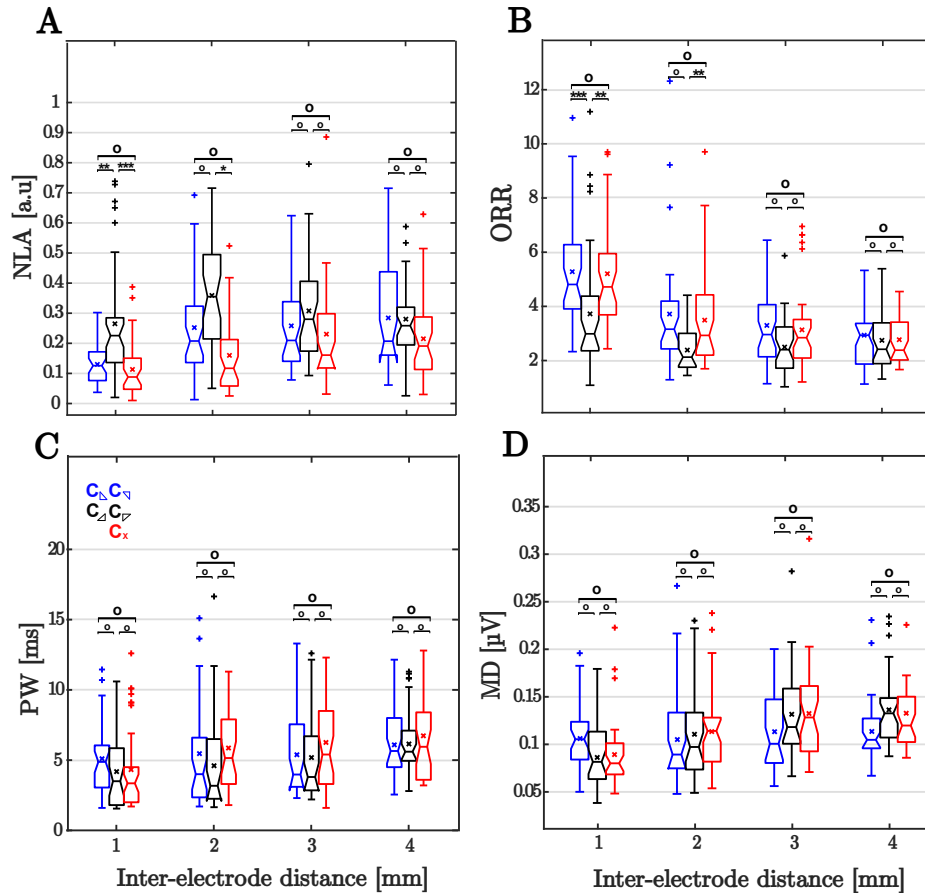 A
NLA [a.u]
1
0.9
0.8
0.7
0.6
0.5
0.4
0.3
0.2
0.1
0
o
** ***
o
o *
o
o o
o
o o
B
ORR
12
10
8
6
4
2
o
*** **
o
o **
o
o o
o
o o
C
PW [ms]
20
15
10
5
0
C C
C C
Cx
o
o o
o
o o
o
o o
o
o o
1 2 3 4
Inter-electrode distance [mm]
D
MD [µV]
0.35
0.3
0.25
0.2
0.15
0.1
0.05
o
o o
o
o o
o
o o
o
o o
1 2 3 4
Inter-electrode distance [mm]